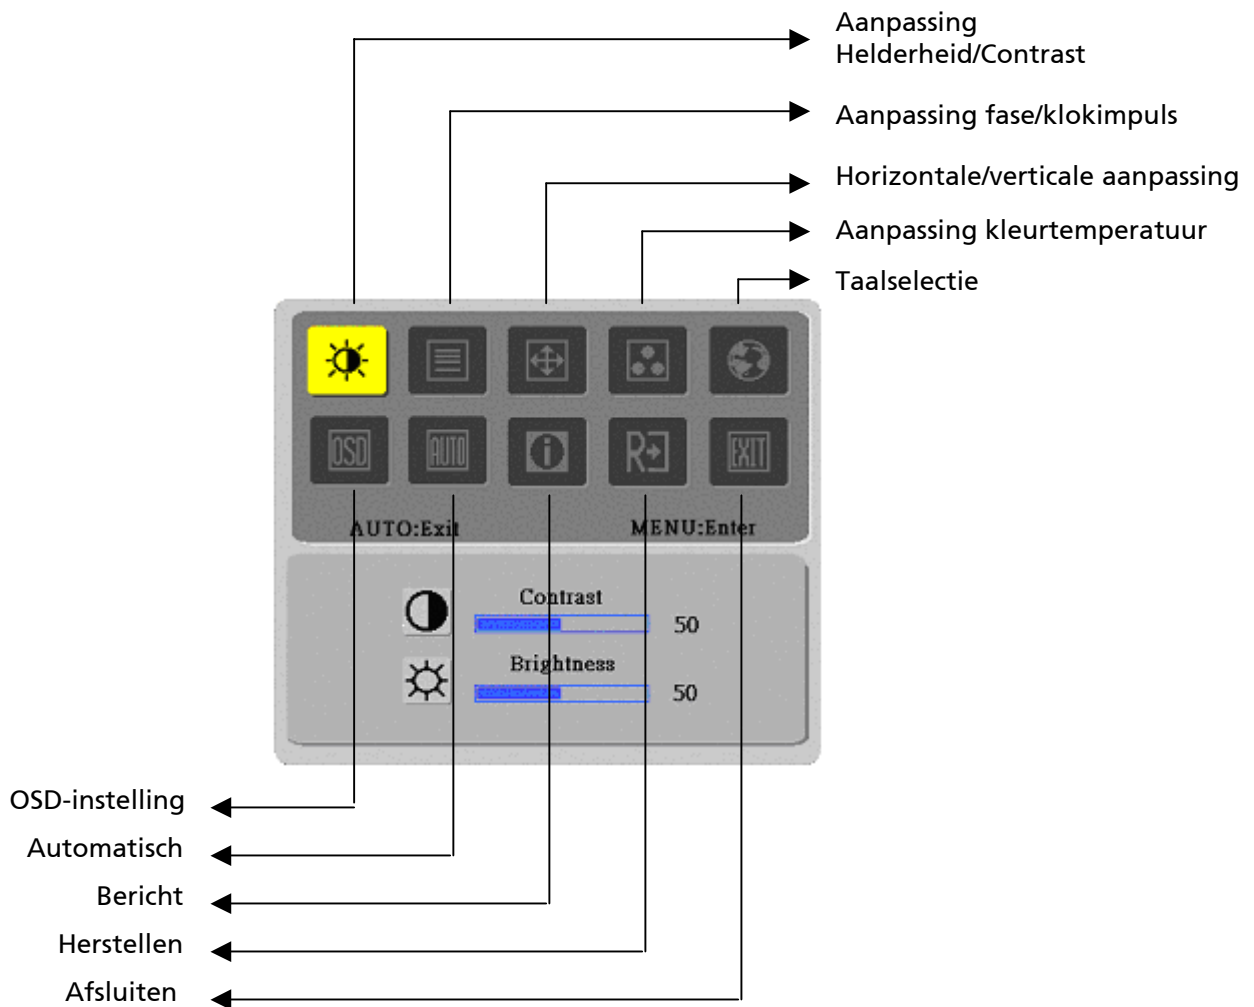 Aanpassing
Helderheid/Contrast
Aanpassing fase/klokimpuls
Horizontale/verticale aanpassing
Aanpassing kleurtemperatuur
Taalselectie
OSD
AUTO
i
R
EXIT
AUTO:Exit
MENU:Enter
Contrast
50
Brightness
50
OSD-instelling
Automatisch
Bericht
Herstellen
Afsluiten